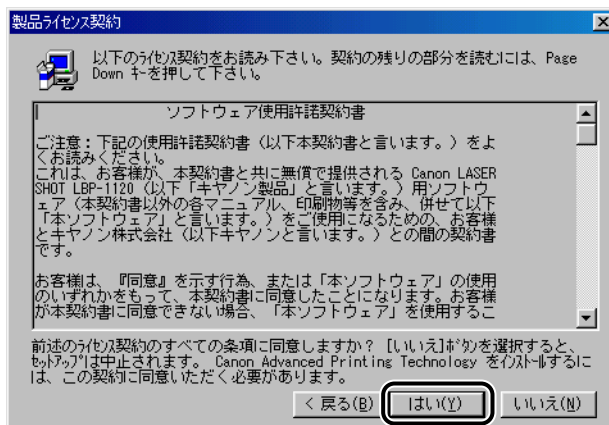 製品ライセンス契約
以下のライセンス契約をお読み下さい。契約の残りの部分を読むには、Page
Down キーを押して下さい。
ソフトウェア使用許諾契約書
ご注意：下記の使用許諾契約書（以下本契約書と言います。）をよ
くお読みください。
これは、お客様が、本契約書と共に無償で提供される Canon LASER
SHOT LBP-1120（以下「キヤノン製品」と言います。）用ソフトウ
ェア（本契約書以外の各マニュアル、印刷物等を含み、併せて以下
「本ソフトウェア」と言います。）をご使用になるための、お客様
とキヤノン株式会社（以下キヤノンと言います。）との間の契約書
です。
お客様は、『同意』を示す行為、または「本ソフトウェア」の使用
のいずれかをもって、本契約書に同意したことになります。お客様
が本契約書に同意できない場合、「本ソフトウェア」を使用するこ
前述のライセンス契約のすべての条項に同意しますか？ [いいえ]ボタンを選択すると、
セットアップは中止されます。 Canon Advanced Printing Technology をインストールするに
は、この契約に同意いただく必要があります。
< 戻る(B) はい(Y) いいえ(N)